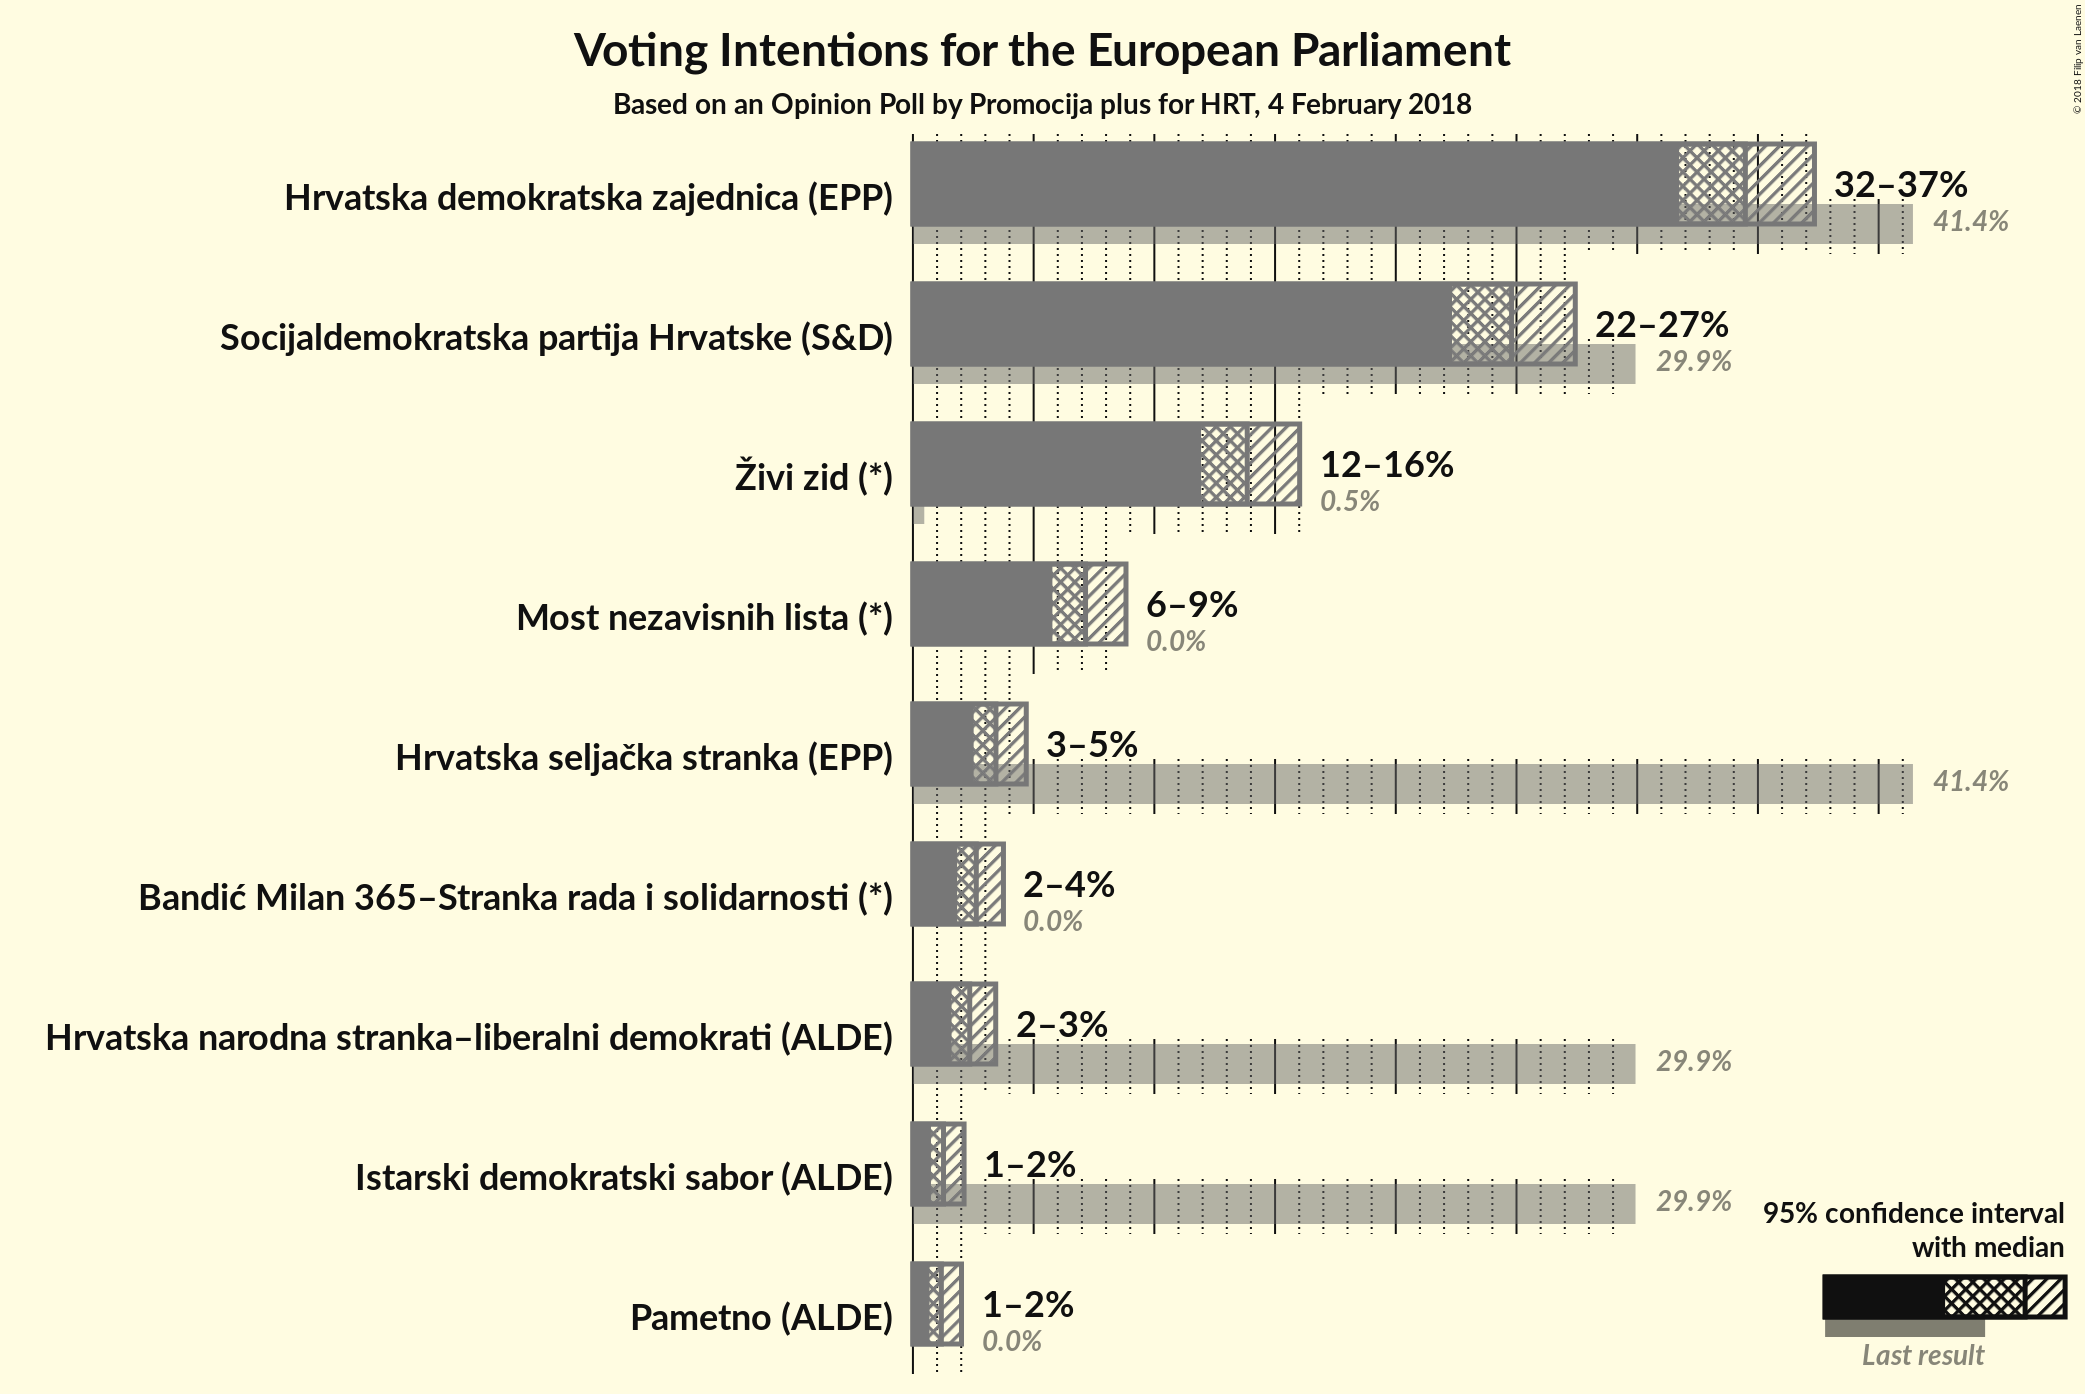 © 2018 Filip van Laenen
Voting Intentions for the European Parliament
Based on an Opinion Poll by Promocija plus for HRT, 4 February 2018
Hrvatska demokratska zajednica (EPP)
32–37%
41.4%
Socijaldemokratska partija Hrvatske (S&D)
22–27%
29.9%
Živi zid (*)
12–16%
0.5%
Most nezavisnih lista (*)
6–9%
0.0%
Hrvatska seljačka stranka (EPP)
3–5%
41.4%
Bandić Milan 365–Stranka rada i solidarnosti (*)
2–4%
0.0%
Hrvatska narodna stranka–liberalni demokrati (ALDE)
2–3%
29.9%
Istarski demokratski sabor (ALDE)
1–2%
29.9%
Pametno (ALDE)
1–2%
0.0%
95% confidence interval
with median
Last result